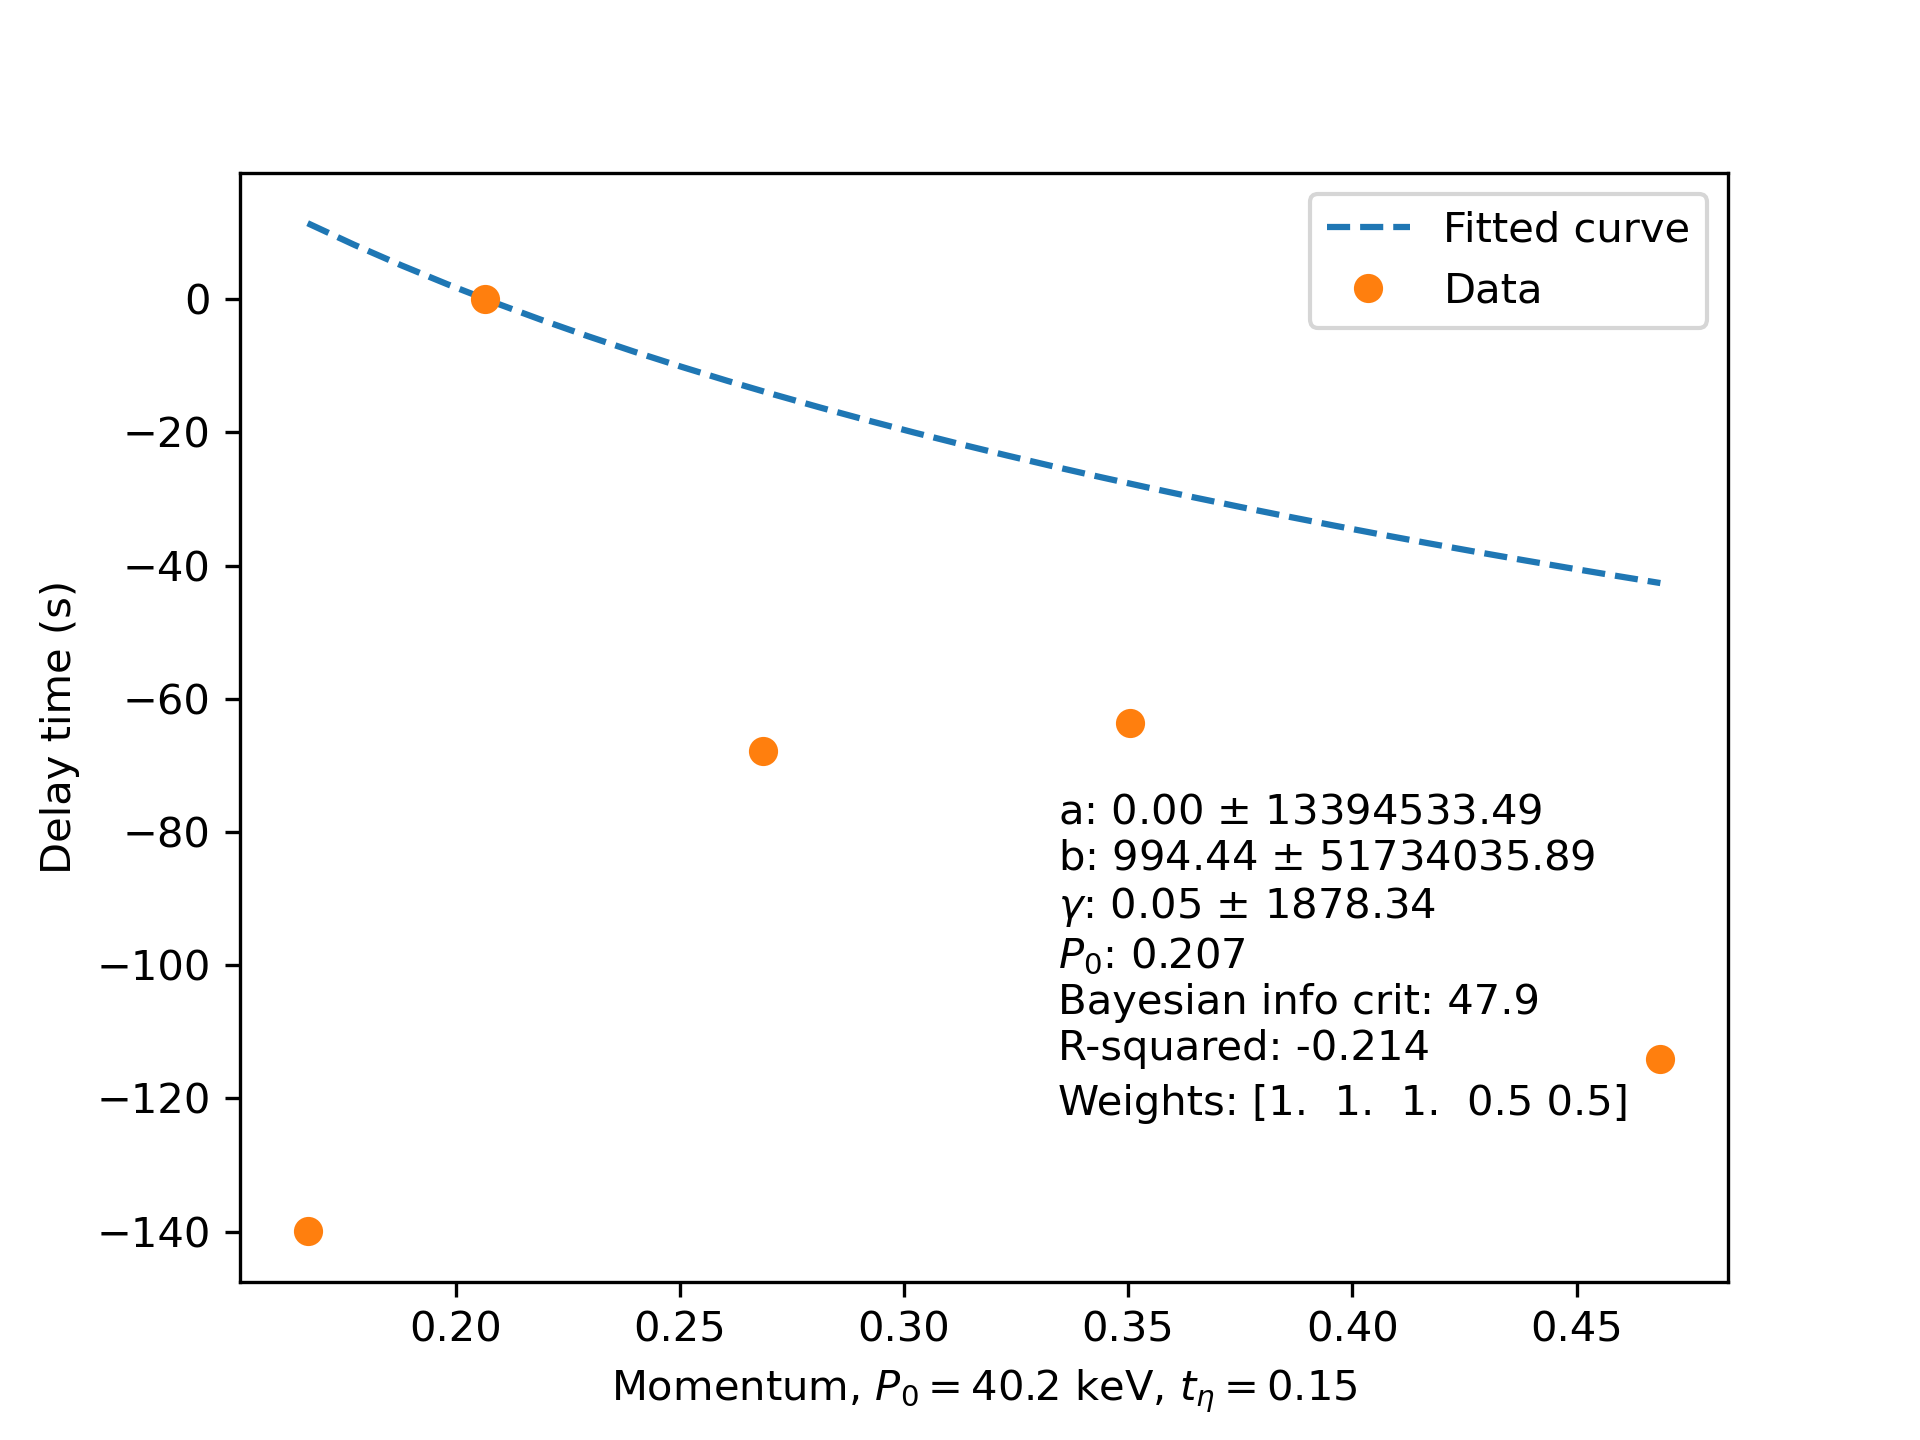 Fitted curve
Data
0
−20
−40
−60
−80
−100
−120
−140
Delay time (s)
a: 0.00 ± 13394533.49
b: 994.44 ± 51734035.89
γ: 0.05 ± 1878.34
P₀: 0.207
Bayesian info crit: 47.9
R-squared: -0.214
Weights: [1. 1. 1. 0.5 0.5]
0.20 0.25 0.30 0.35 0.40 0.45
Momentum, P₀ = 40.2 keV, tη = 0.15